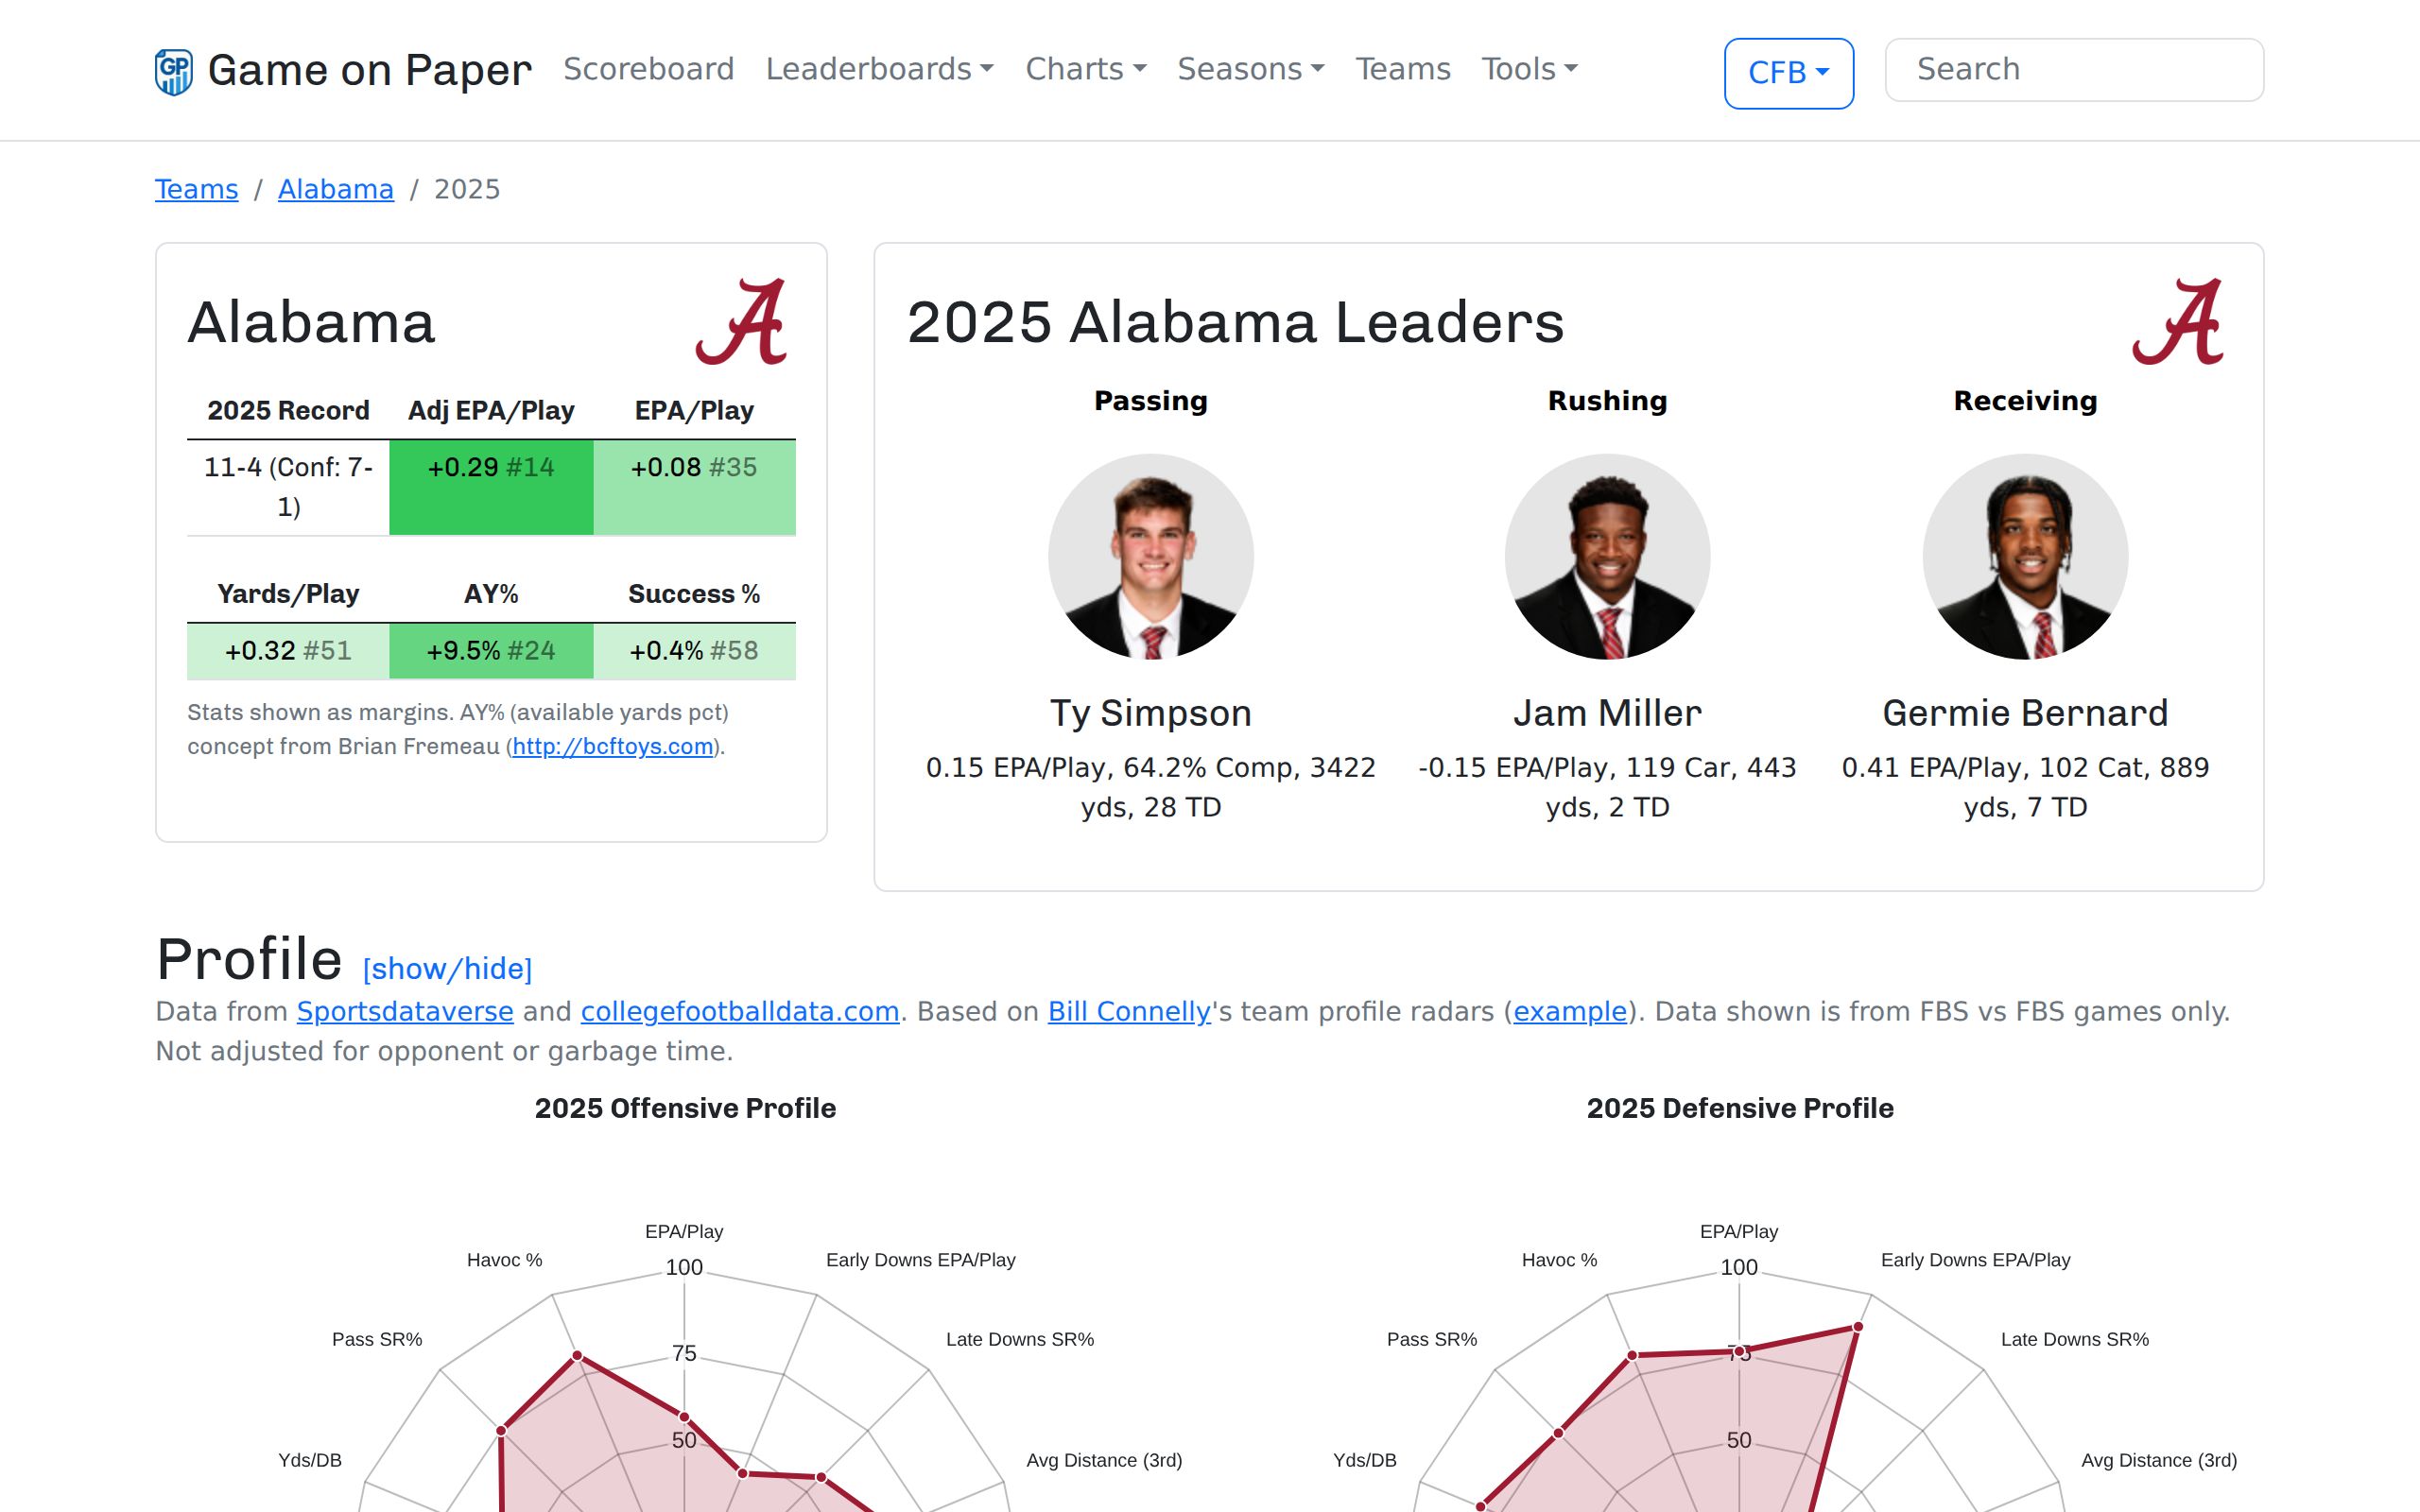 GP Game on Paper Scoreboard Leaderboards Charts Seasons Teams Tools CFB Search
Teams / Alabama / 2025
Alabama
2025 Record Adj EPA/Play EPA/Play
11-4 (Conf: 7-
1)
+0.29 #14 +0.08 #35
Yards/Play AY% Success %
+0.32 #51 +9.5% #24 +0.4% #58
Stats shown as margins. AY% (available yards pct)
concept from Brian Fremeau (http://bcftoys.com).
2025 Alabama Leaders
Passing Rushing Receiving
Ty Simpson Jam Miller Germie Bernard
0.15 EPA/Play, 64.2% Comp, 3422
yds, 28 TD
-0.15 EPA/Play, 119 Car, 443
yds, 2 TD
0.41 EPA/Play, 102 Cat, 889
yds, 7 TD
Profile [show/hide]
Data from Sportsdataverse and collegefootballdata.com. Based on Bill Connelly's team profile radars (example). Data shown is from FBS vs FBS games only.
Not adjusted for opponent or garbage time.
2025 Offensive Profile
EPA/Play
Havoc % Early Downs EPA/Play
100
Pass SR% Late Downs SR%
75
50
Yds/DB Avg Distance (3rd)
2025 Defensive Profile
EPA/Play
Havoc % Early Downs EPA/Play
100
Pass SR% Late Downs SR%
75
50
Yds/DB Avg Distance (3rd)